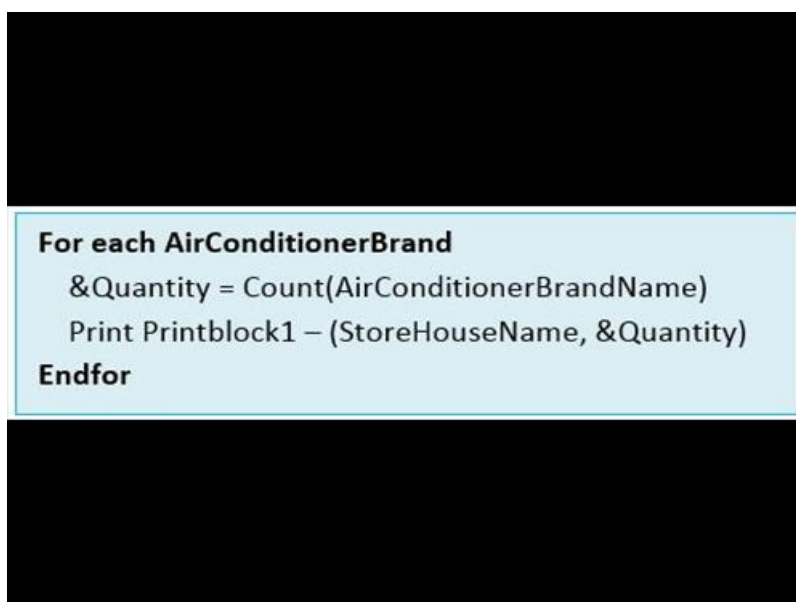 For each AirConditionerBrand
&Quantity = Count(AirConditionerBrandName)
Print Printblock1 – (StoreHouseName, &Quantity)
Endfor